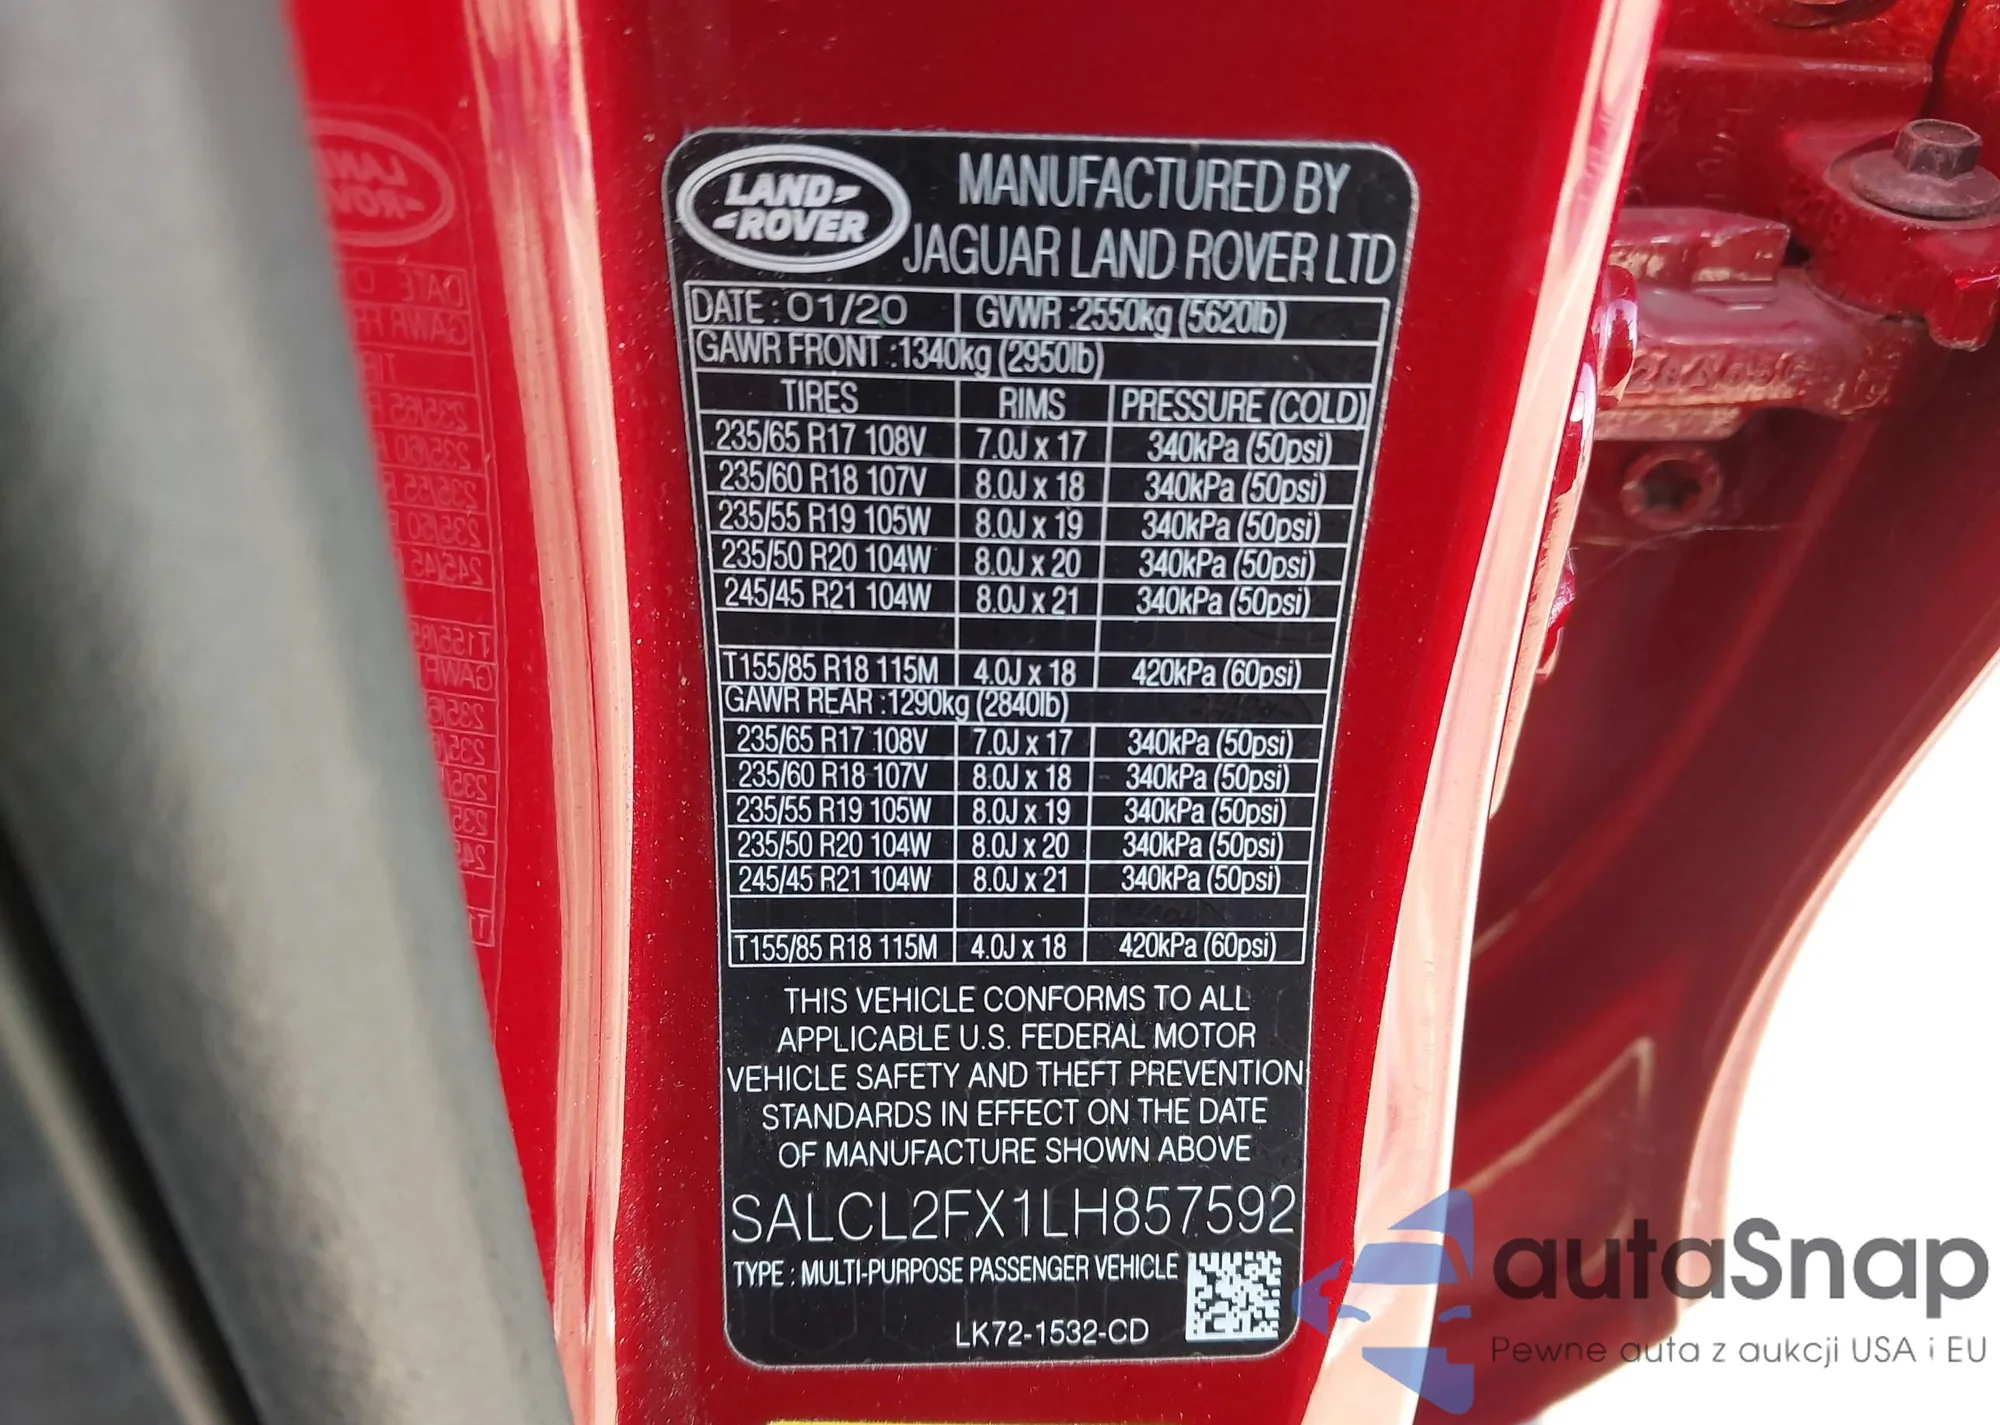 LAND
ROVER
MANUFACTURED BY
JAGUAR LAND ROVER LTD
DATE : 01/20 GVWR :2550kg (5620lb)
GAWR FRONT :1340kg (2950lb)
TIRES RIMS PRESSURE (COLD)
235/65 R17 108V 7.0J x 17 340kPa (50psi)
235/60 R18 107V 8.0J x 18 340kPa (50psi)
235/55 R19 105W 8.0J x 19 340kPa (50psi)
235/50 R20 104W 8.0J x 20 340kPa (50psi)
245/45 R21 104W 8.0J x 21 340kPa (50psi)
T155/85 R18 115M 4.0J x 18 420kPa (60psi)
GAWR REAR :1290kg (2840lb)
235/65 R17 108V 7.0J x 17 340kPa (50psi)
235/60 R18 107V 8.0J x 18 340kPa (50psi)
235/55 R19 105W 8.0J x 19 340kPa (50psi)
235/50 R20 104W 8.0J x 20 340kPa (50psi)
245/45 R21 104W 8.0J x 21 340kPa (50psi)
T155/85 R18 115M 4.0J x 18 420kPa (60psi)
THIS VEHICLE CONFORMS TO ALL
APPLICABLE U.S. FEDERAL MOTOR
VEHICLE SAFETY AND THEFT PREVENTION
STANDARDS IN EFFECT ON THE DATE
OF MANUFACTURE SHOWN ABOVE
SALCL2FX1LH857592
TYPE : MULTI-PURPOSE PASSENGER VEHICLE
LK72-1532-CD
autaSnap
Pewne auta z aukcji USA i EU